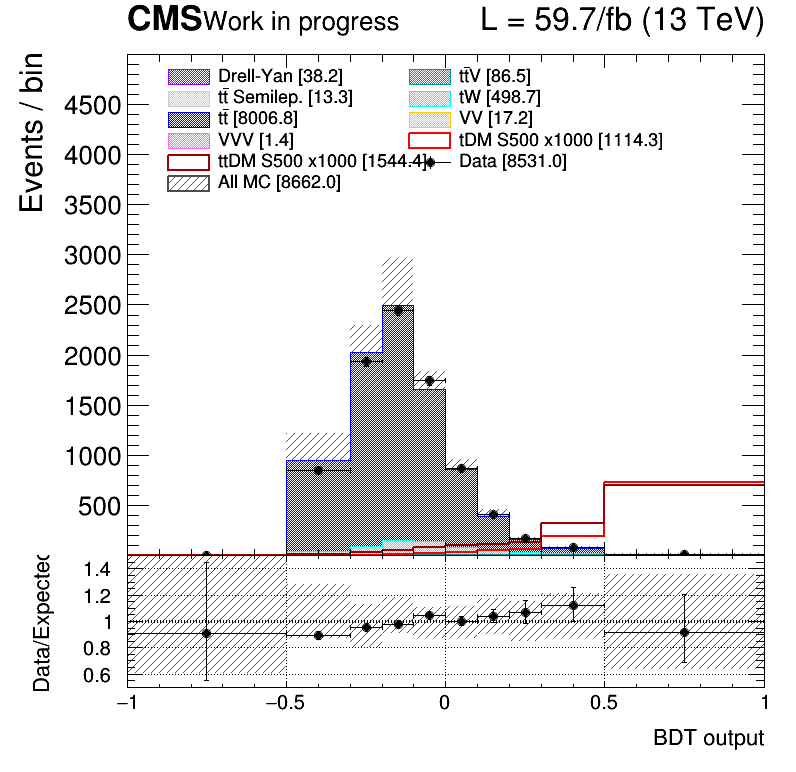 CMS Work in progress L = 59.7/fb (13 TeV)
Events / bin
Drell-Yan [38.2] tt̄V [86.5]
tt̄ Semilep. [13.3] tW [498.7]
tt̄ [8006.8] VV [17.2]
VVV [1.4] tDM S500 x1000 [1114.3]
ttDM S500 x1000 [1544.4] Data [8531.0]
All MC [8662.0]
4500
4000
3500
3000
2500
2000
1500
1000
500
Data/Expected
1.4
1.2
1
0.8
0.6
−1 −0.5 0 0.5 1
BDT output